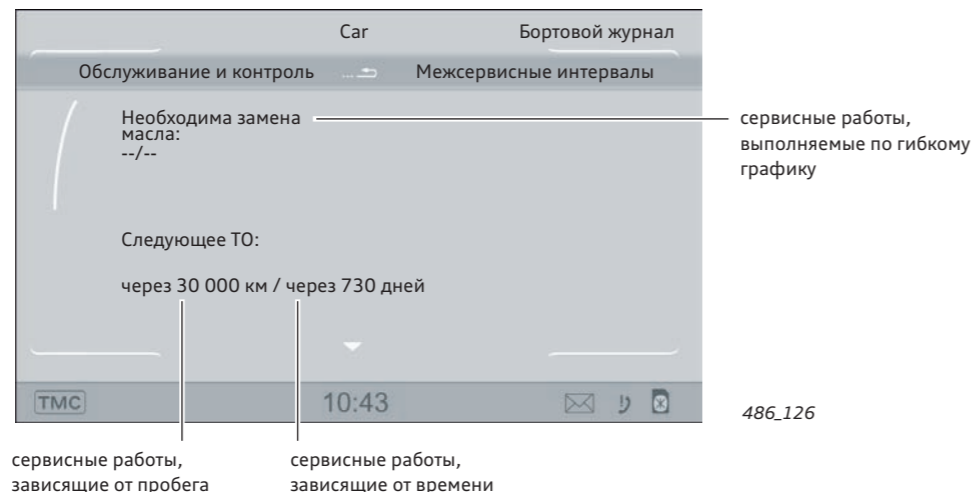 Car
Бортовой журнал
Обслуживание и контроль ... Межсервисные интервалы
Необходима замена
масла:
--/--
сервисные работы,
выполняемые по гибкому
графику
Следующее ТО:
через 30 000 км / через 730 дней
TMC
10:43
486_126
сервисные работы,
зависящие от пробега
сервисные работы,
зависящие от времени